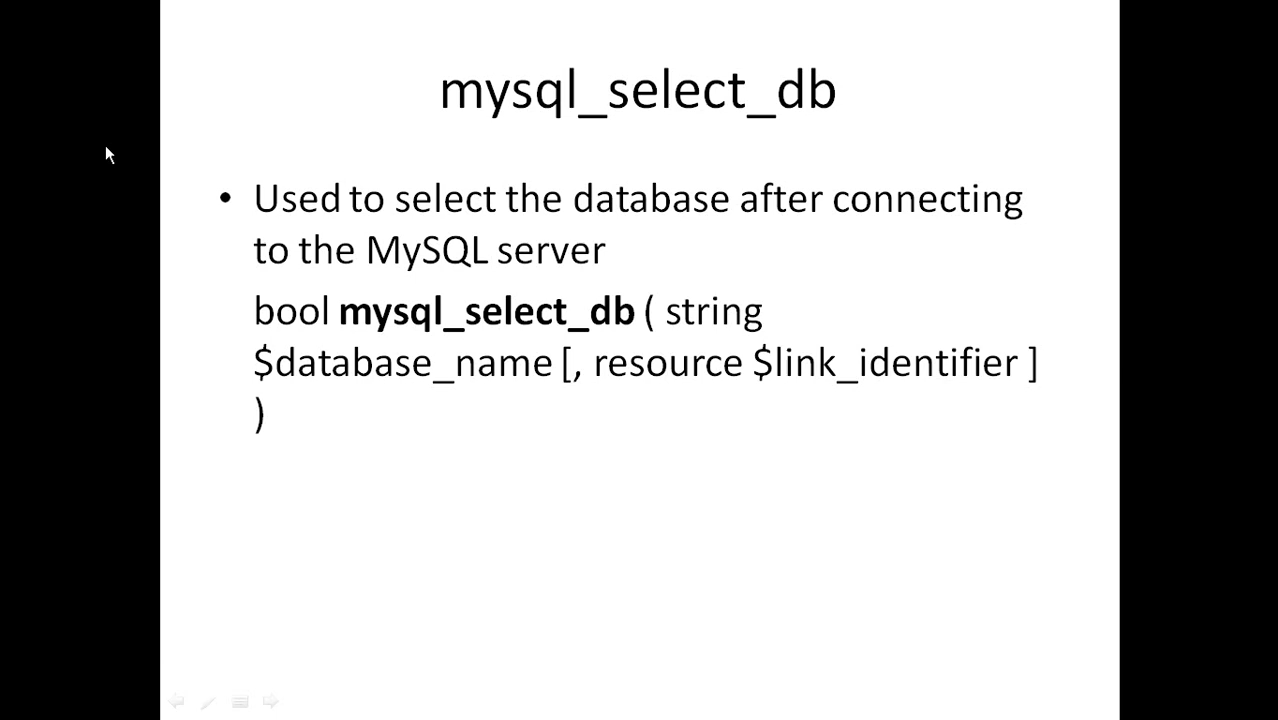 mysql_select_db
• Used to select the database after connecting
to the MySQL server
bool mysql_select_db ( string
$database_name [, resource $link_identifier ]
)